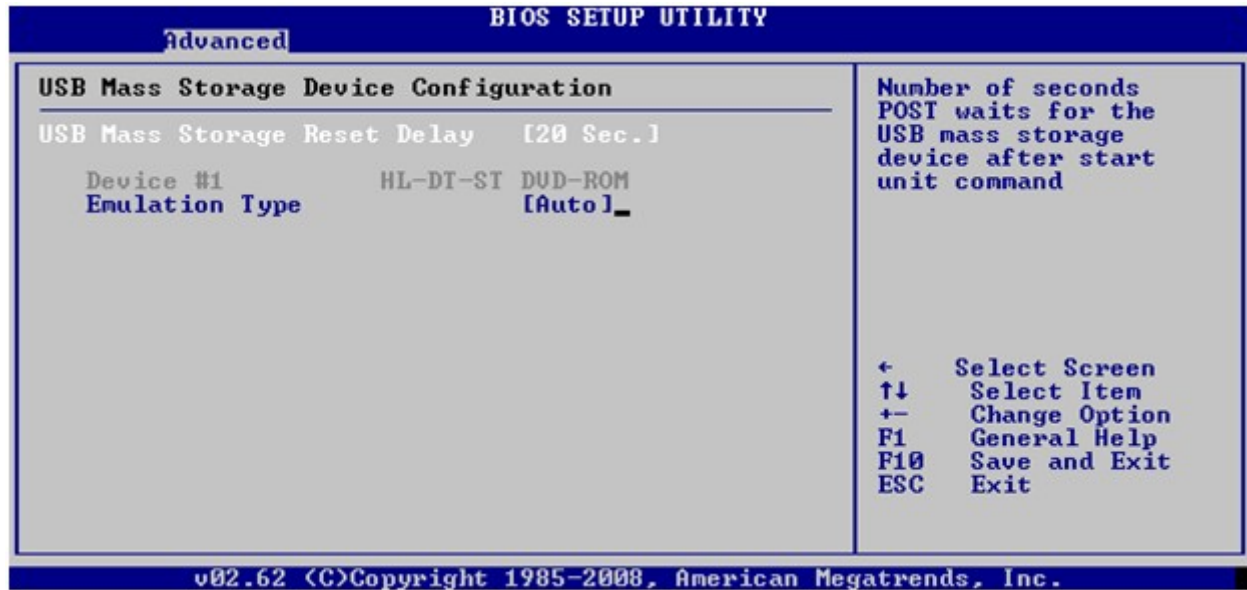 BIOS SETUP UTILITY
Advanced
USB Mass Storage Device Configuration
USB Mass Storage Reset Delay [20 Sec.]
Device #1 HL-DT-ST DVD-ROM
Emulation Type [Auto]
Number of seconds
POST waits for the
USB mass storage
device after start
unit command
← Select Screen
↑↓ Select Item
+- Change Option
F1 General Help
F10 Save and Exit
ESC Exit
v02.62 (C)Copyright 1985-2008, American Megatrends, Inc.